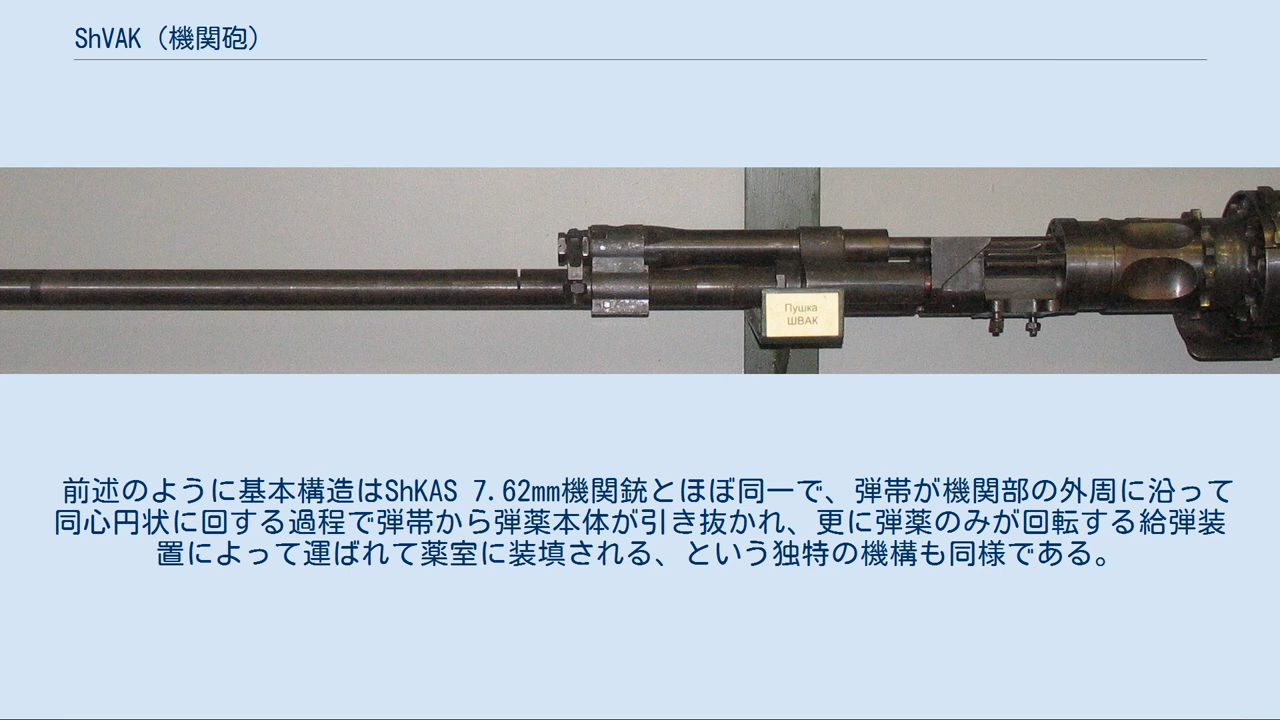 ShVAK（機関砲）
Пушка
ШВАК
前述のように基本構造はShKAS 7.62mm機関銃とほぼ同一で、弾帯が機関部の外周に沿って
同心円状に回する過程で弾帯から弾薬本体が引き抜かれ、更に弾薬のみが回転する給弾装
置によって運ばれて薬室に装填される、という独特の機構も同様である。